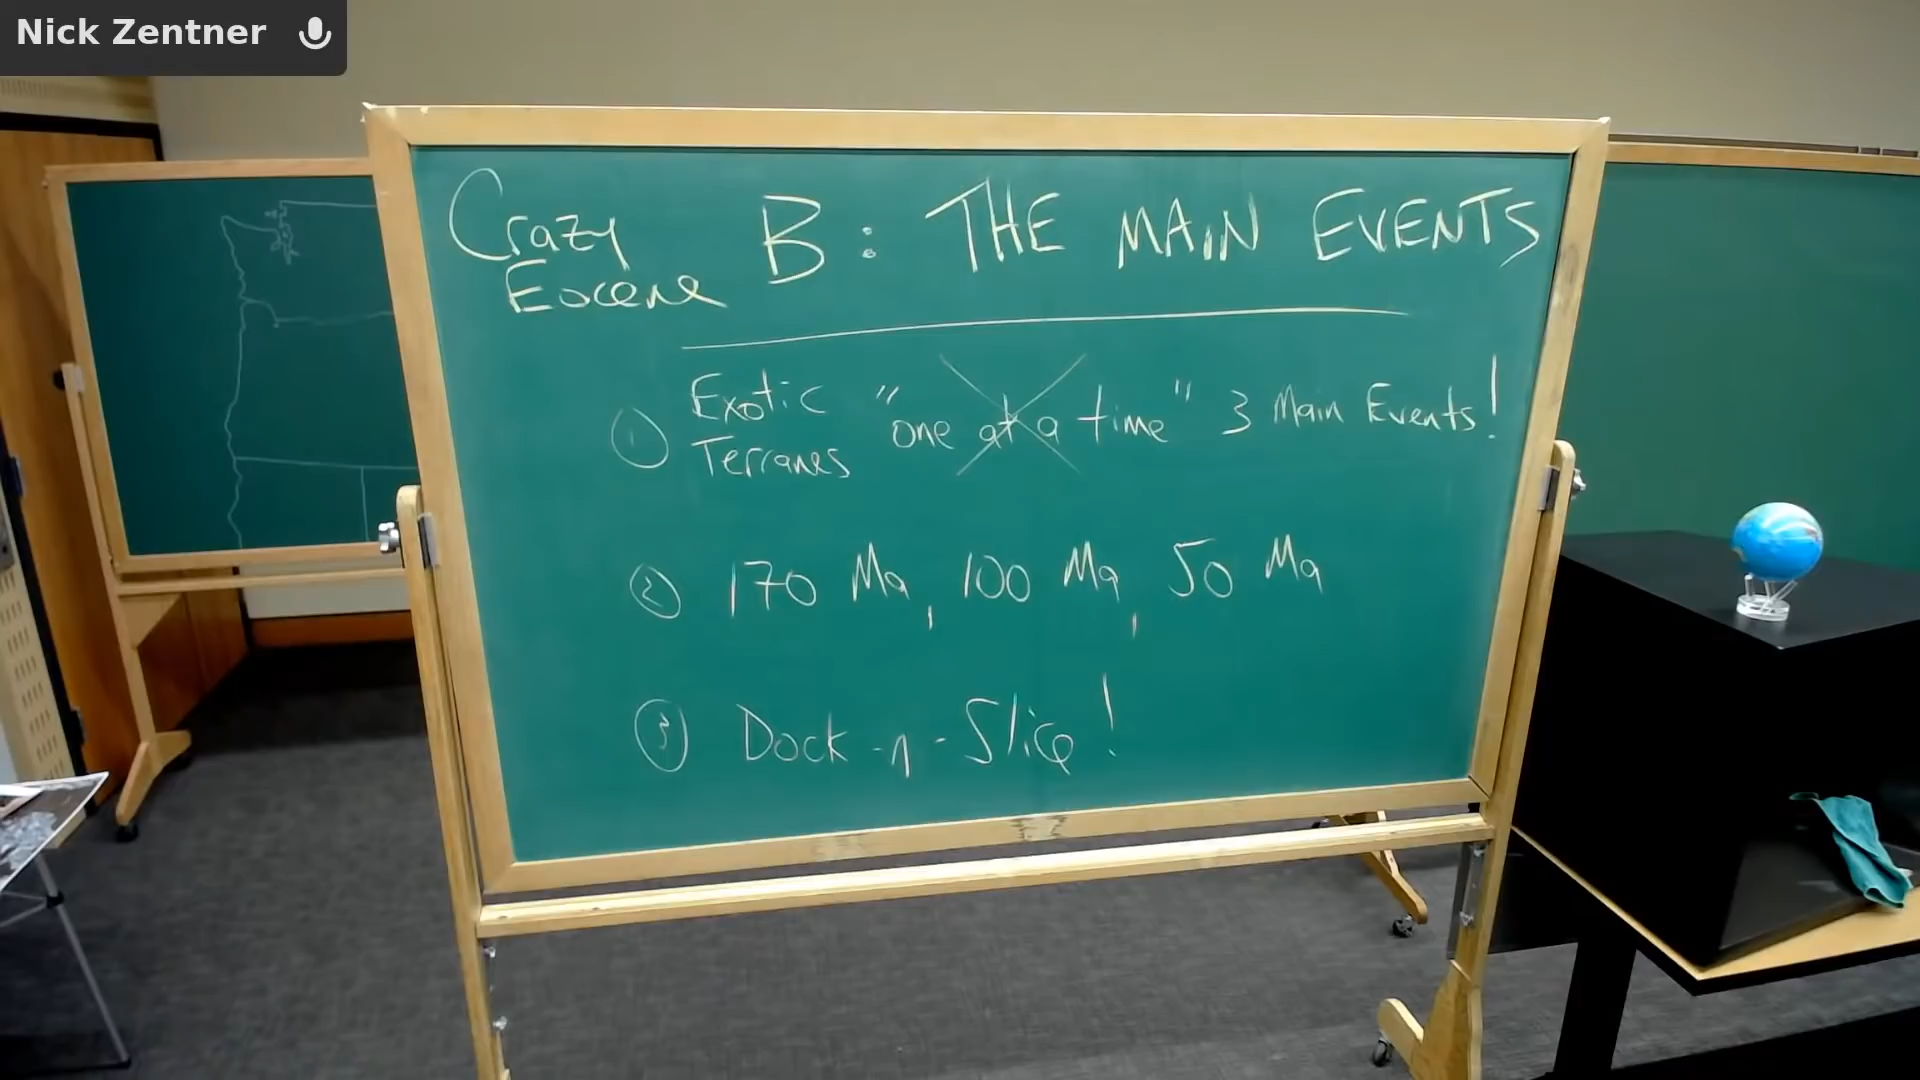 Nick Zentner
Crazy
Eocene
B: THE MAIN EVENTS
1 Exotic
Terranes
"one at a time" 3 Main Events!
2 170 Ma, 100 Ma, 50 Ma
3 Dock-n-Slice!